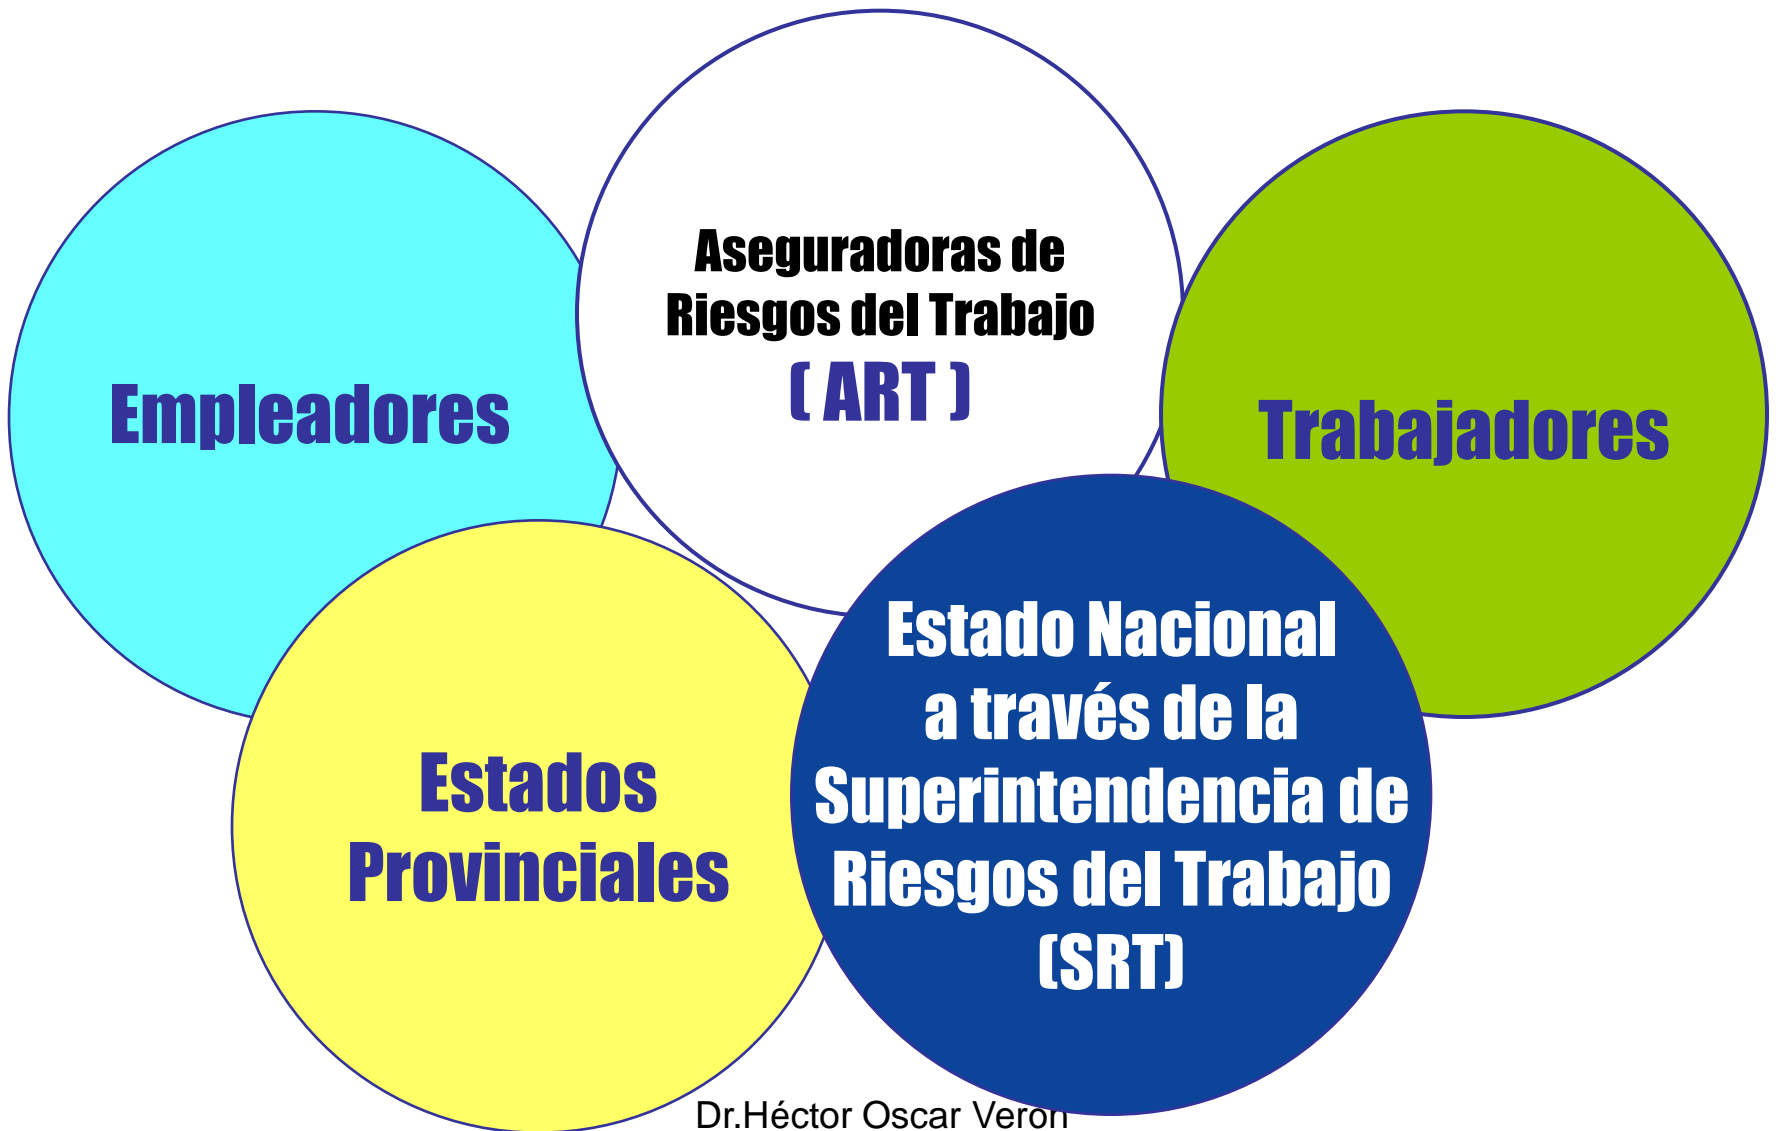 Aseguradoras de
Riesgos del Trabajo
( ART )
Empleadores
Trabajadores
Estado Nacional
a través de la
Superintendencia de
Riesgos del Trabajo
(SRT)
Estados
Provinciales
Dr.Héctor Oscar Verón